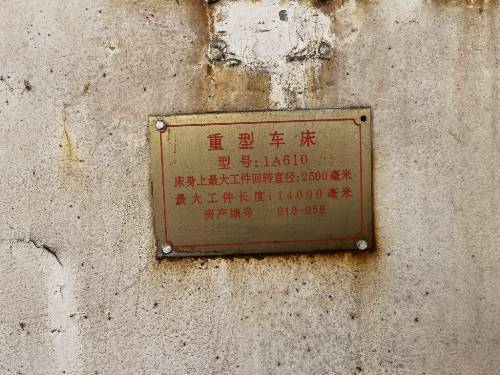 重型车床
型号:1A610
床身上最大工件回转直径:2500毫米
最大工件长度:14000毫米
资产编号 018-056